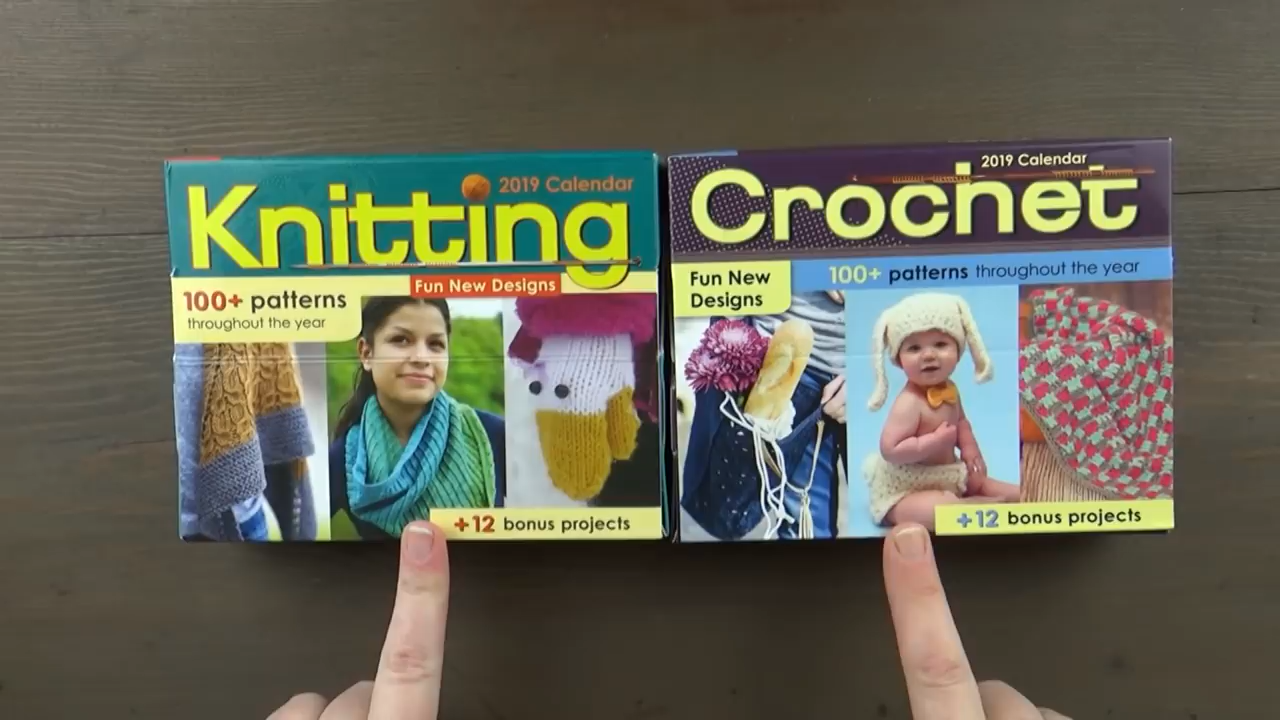 2019 Calendar
Knitting
Fun New Designs
100+ patterns
throughout the year
+12 bonus projects
2019 Calendar
Crochet
Fun New
Designs
100+ patterns throughout the year
+12 bonus projects